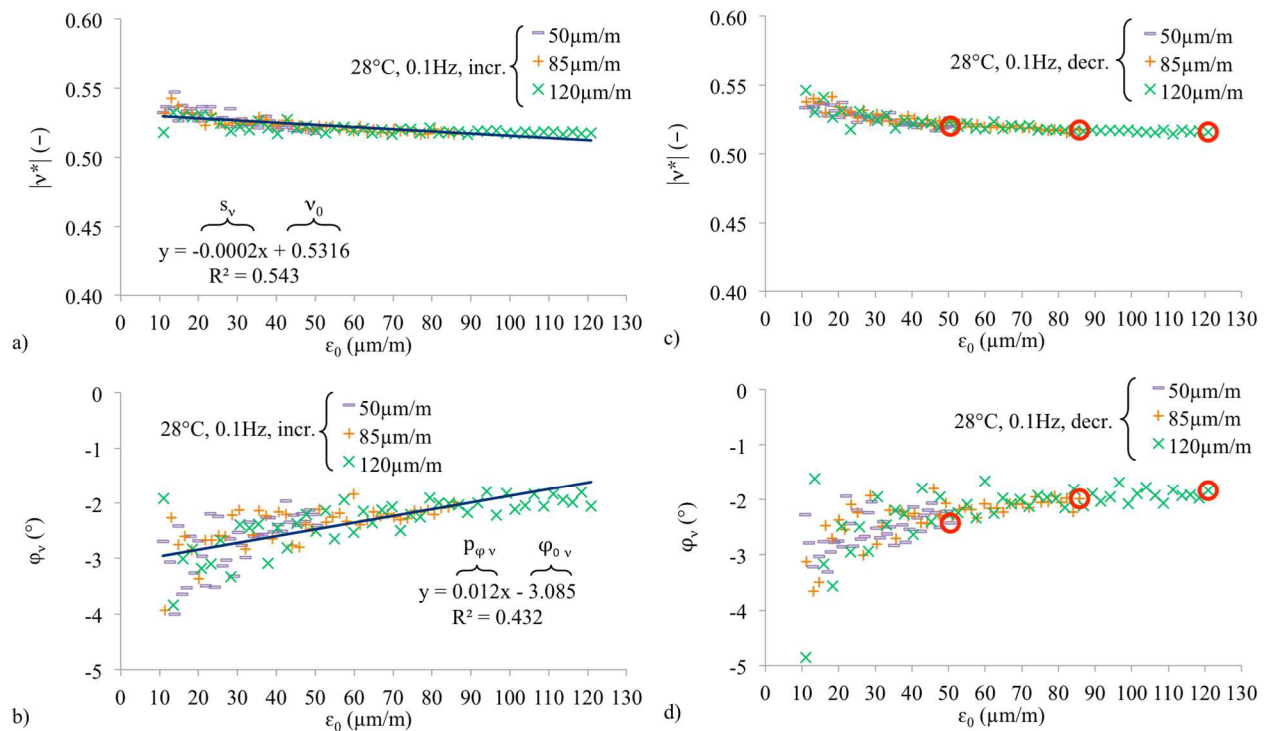 0.60
0.55
0.50
0.45
0.40
|ν*| (-)
28°C, 0.1Hz, incr.
50µm/m
85µm/m
120µm/m
s_ν ν_0
y = -0.0002x + 0.5316
R² = 0.543
0 10 20 30 40 50 60 70 80 90 100 110 120 130
a) ε_0 (µm/m)
0.60
0.55
0.50
0.45
0.40
|ν*| (-)
28°C, 0.1Hz, decr.
50µm/m
85µm/m
120µm/m
0 10 20 30 40 50 60 70 80 90 100 110 120 130
c) ε_0 (µm/m)
0
-1
-2
-3
-4
-5
φ_ν (°)
28°C, 0.1Hz, incr.
50µm/m
85µm/m
120µm/m
p_φ ν φ_0 ν
y = 0.012x - 3.085
R² = 0.432
0 10 20 30 40 50 60 70 80 90 100 110 120 130
b) ε_0 (µm/m)
0
-1
-2
-3
-4
-5
φ_ν (°)
28°C, 0.1Hz, decr.
50µm/m
85µm/m
120µm/m
0 10 20 30 40 50 60 70 80 90 100 110 120 130
d) ε_0 (µm/m)